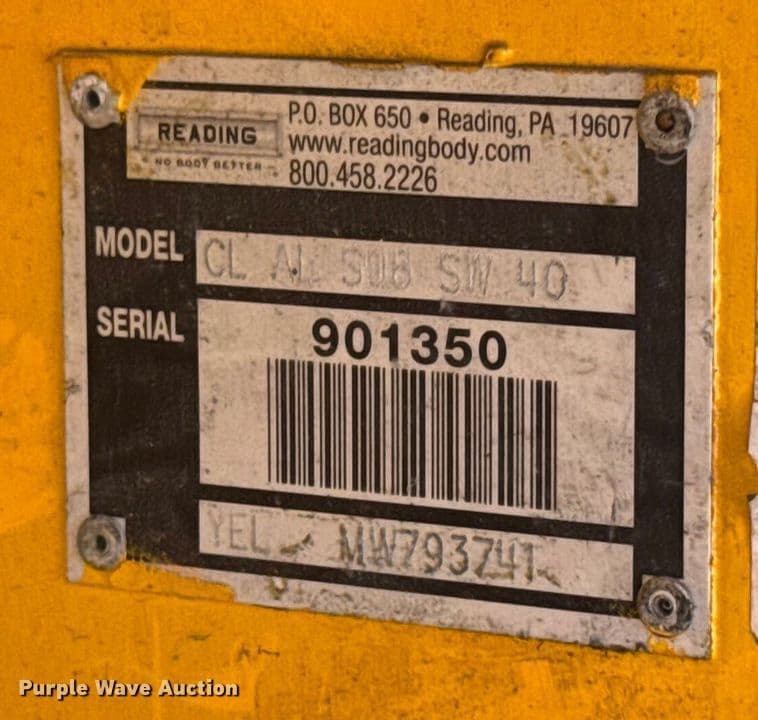 READING
NO BODY BETTER
P.O. BOX 650 • Reading, PA 19607
www.readingbody.com
800.458.2226
MODEL CL AL SW 40
SERIAL 901350
YEL MW793741
Purple Wave Auction